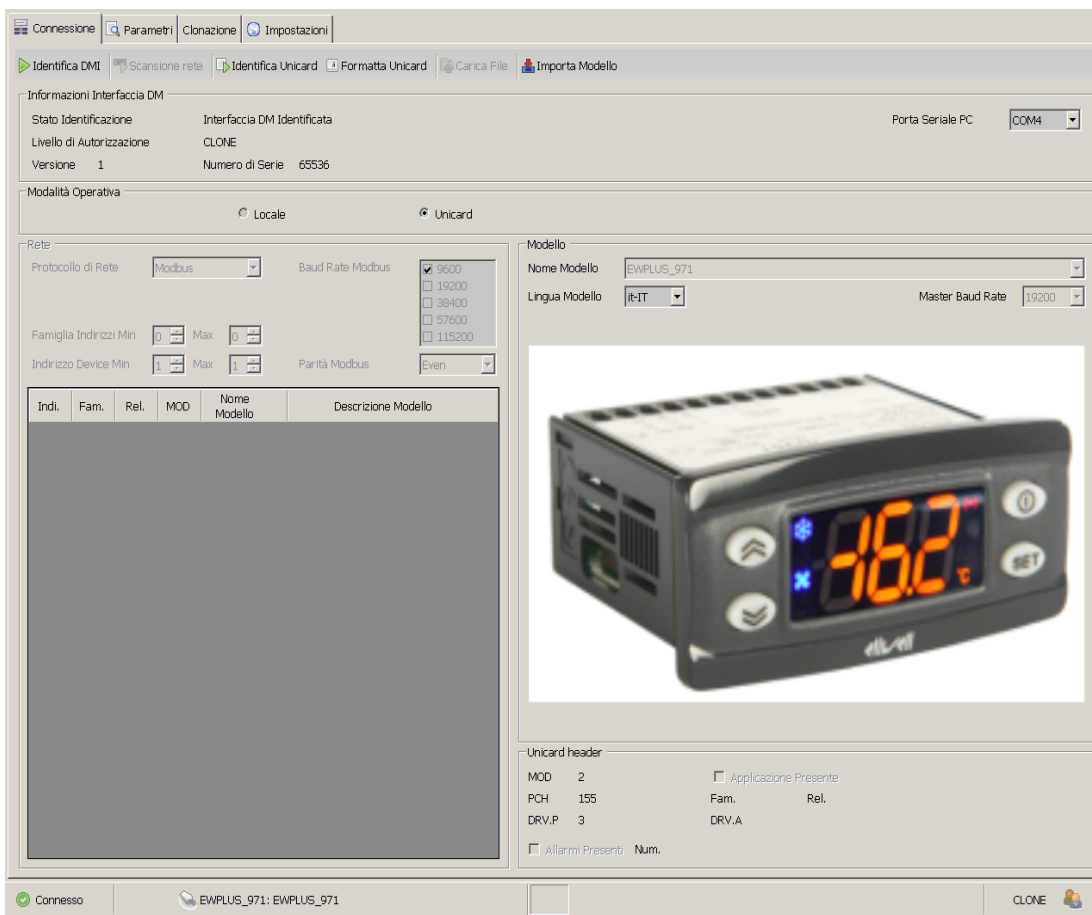 Connessione Parametri Clonazione Impostazioni
Identifica DMI Scansione rete Identifica Unicard Formatta Unicard Carica File Importa Modello
Informazioni Interfaccia DM
Stato Identificazione Interfaccia DM Identificata Porta Seriale PC COM4
Livello di Autorizzazione CLONE
Versione 1 Numero di Serie 65536
Modalità Operativa
Locale Unicard
Rete
Protocollo di Rete Modbus Baud Rate Modbus 9600
19200
38400
57600
115200
Famiglia Indirizzi Min 0 Max 0
Indirizzo Device Min 1 Max 1 Parità Modbus Even
Indi. Fam. Rel. MOD Nome Modello Descrizione Modello
Modello
Nome Modello EWPLUS_971
Lingua Modello it-IT Master Baud Rate 19200
-16.2 °C
SET
eliwell
Unicard header
MOD 2 Applicazione Presente
PCH 155 Fam. Rel.
DRV.P 3 DRV.A
Allarmi Presenti Num.
Connesso EWPLUS_971: EWPLUS_971 CLONE